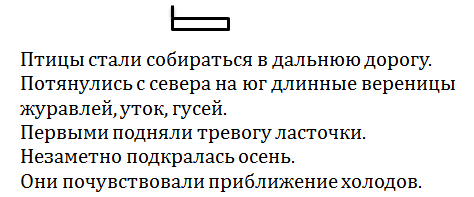 Птицы стали собираться в дальнюю дорогу.
Потянулись с севера на юг длинные вереницы
журавлей, уток, гусей.
Первыми подняли тревогу ласточки.
Незаметно подкралась осень.
Они почувствовали приближение холодов.